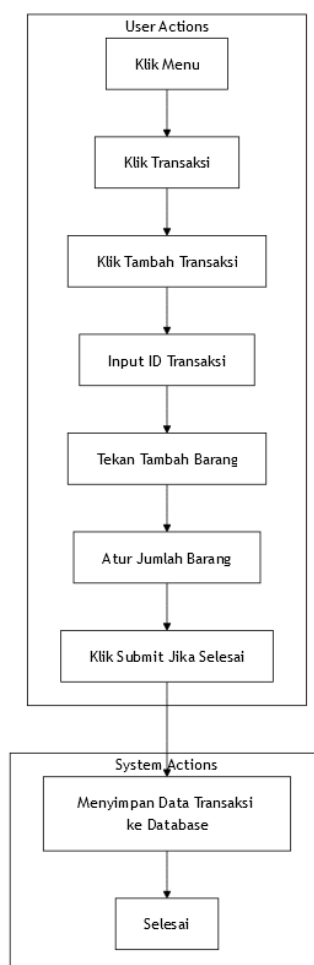 User Actions
Klik Menu
Klik Transaksi
Klik Tambah Transaksi
Input ID Transaksi
Tekan Tambah Barang
Atur Jumlah Barang
Klik Submit Jika Selesai
System Actions
Menyimpan Data Transaksi
ke Database
Selesai